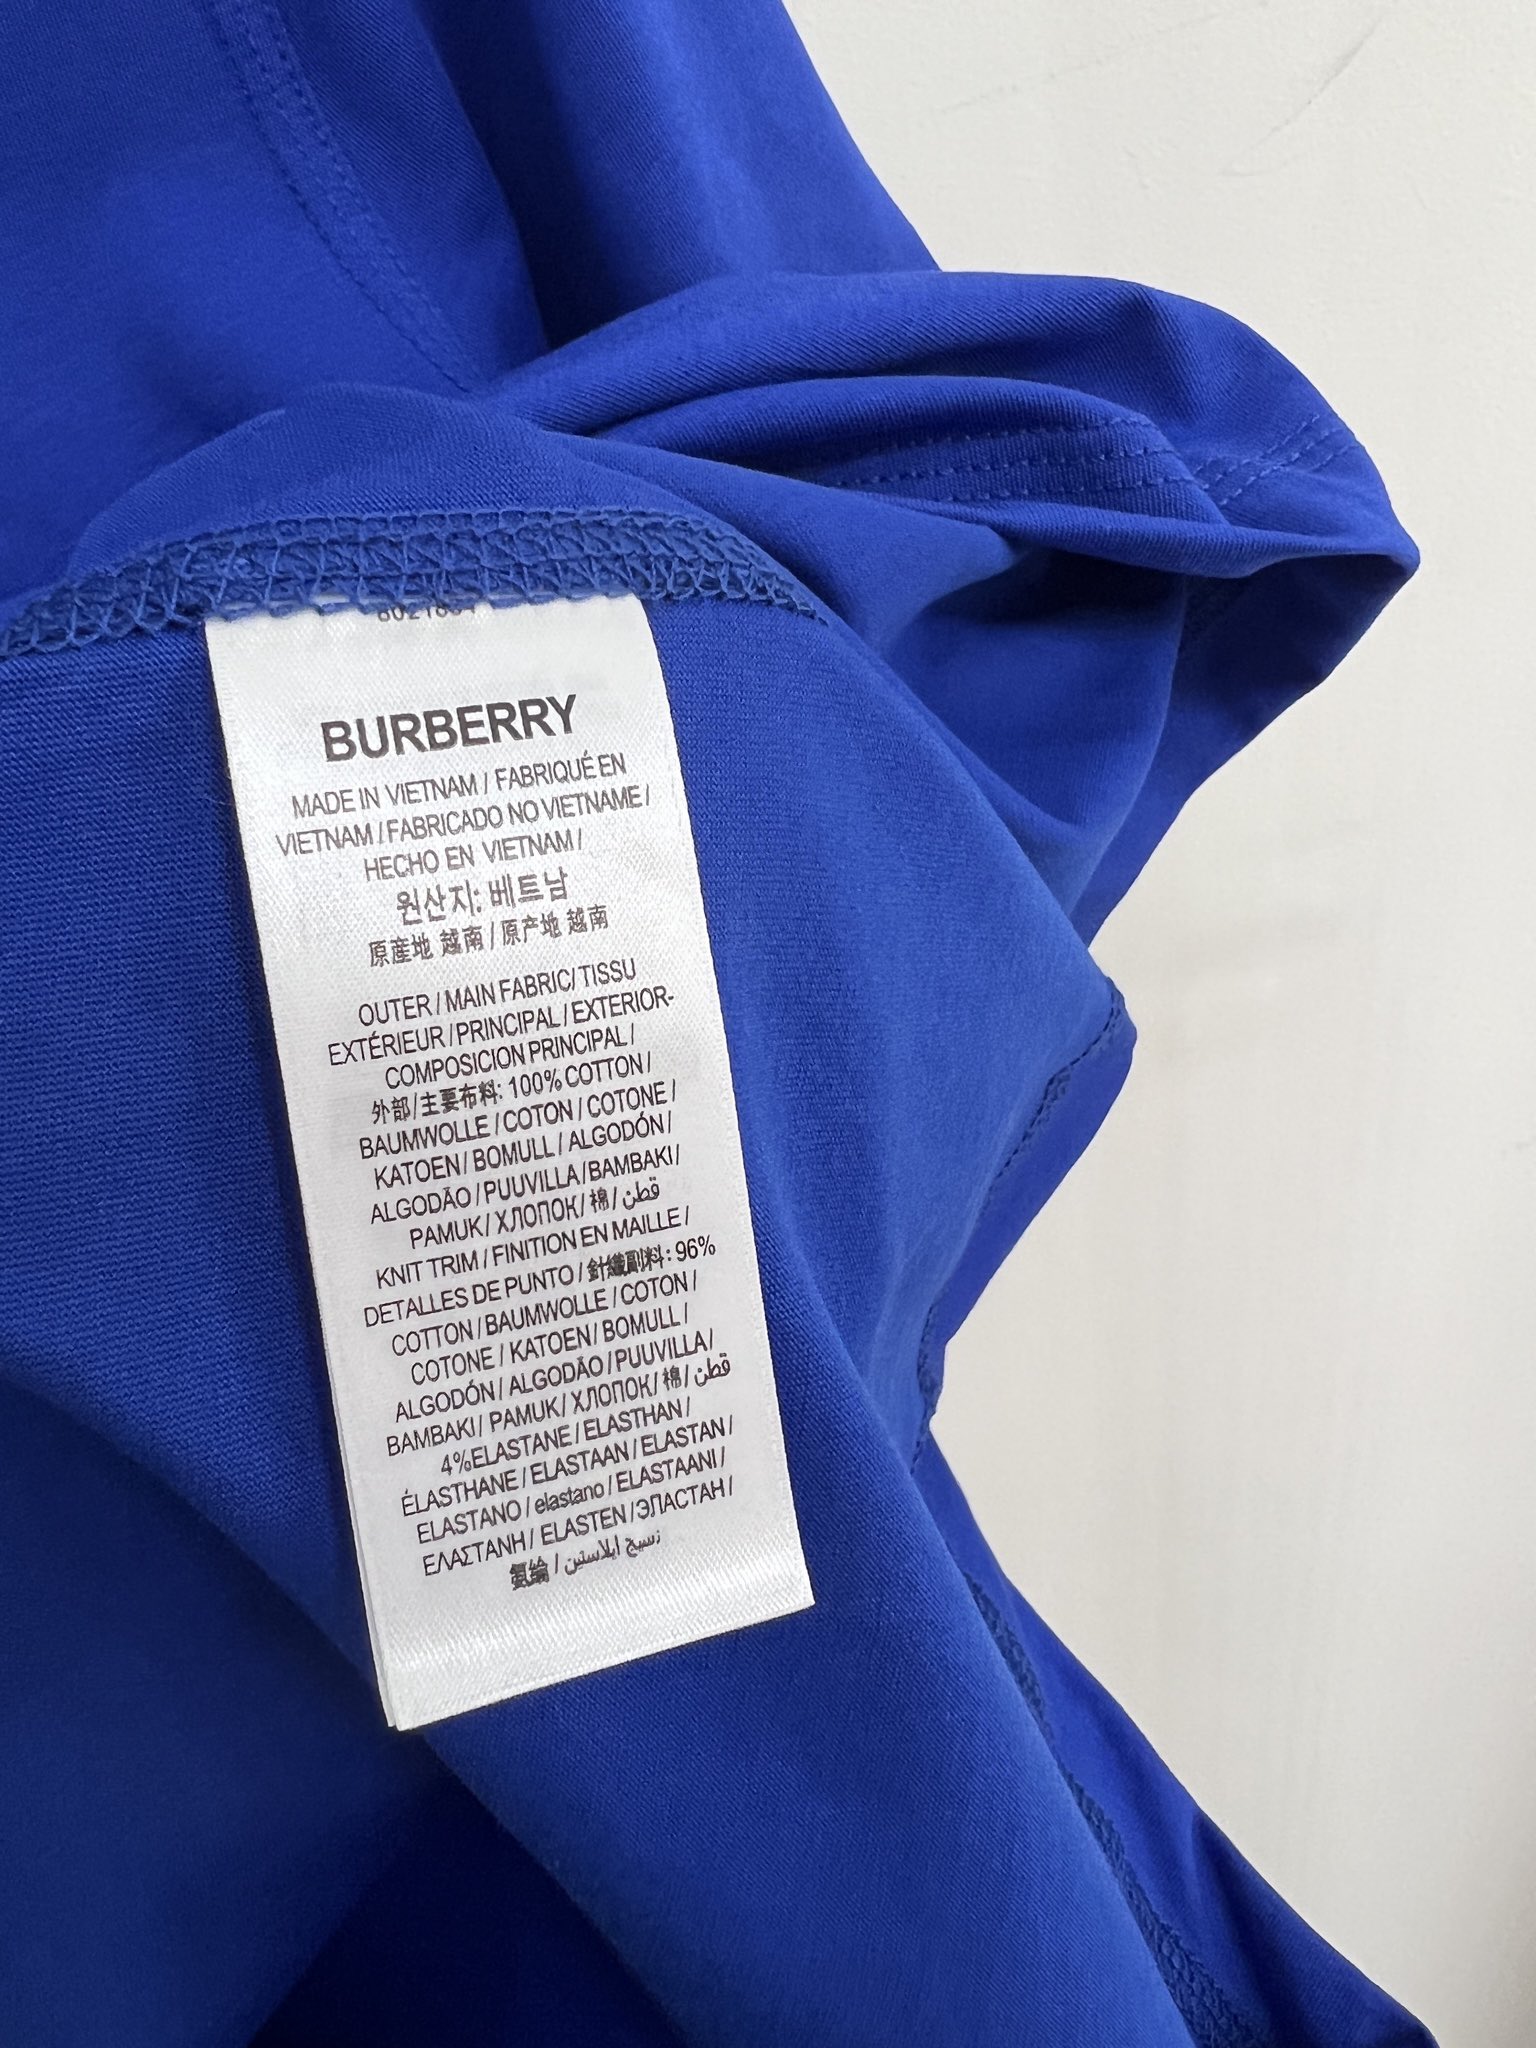 BURBERRY
MADE IN VIETNAM / FABRIQUÉ EN
VIETNAM / FABRICADO NO VIETNAME /
HECHO EN VIETNAM /
원산지: 베트남
原産地 越南 / 原产地 越南
OUTER / MAIN FABRIC / TISSU
EXTÉRIEUR / PRINCIPAL / EXTERIOR-
COMPOSICION PRINCIPAL /
外部/主要布料: 100% COTTON /
BAUMWOLLE / COTON / COTONE /
KATOEN / BOMULL / ALGODÓN /
ALGODÃO / PUUVILLA / BAMBAKI /
PAMUK / ХЛОПОК / 棉 / قطن
KNIT TRIM / FINITION EN MAILLE /
DETALLES DE PUNTO / 針織副料: 96%
COTTON / BAUMWOLLE / COTON /
COTONE / KATOEN / BOMULL /
ALGODÓN / ALGODÃO / PUUVILLA /
BAMBAKI / PAMUK / ХЛОПОК / 棉 / قطن
4% ELASTANE / ELASTHAN /
ÉLASTHANE / ELASTAAN / ELASTAN /
ELASTANO / elastano / ELASTAANI /
ΕΛΑΣΤΑΝΗ / ELASTEN / ЭЛАСТАН /
氨綸 / نسيج ايلاستين